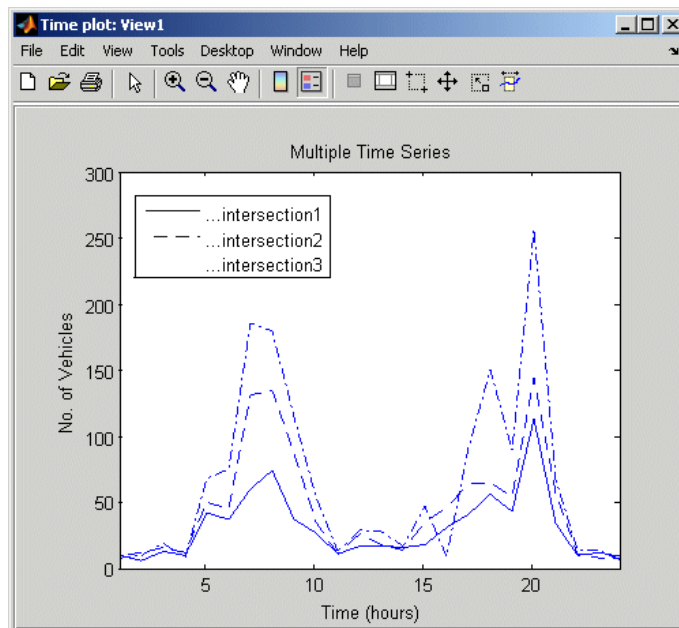 Time plot: View1
File Edit View Tools Desktop Window Help
Multiple Time Series
300
250
200
150
100
50
0
No. of Vehicles
...intersection1
...intersection2
...intersection3
5 10 15 20
Time (hours)